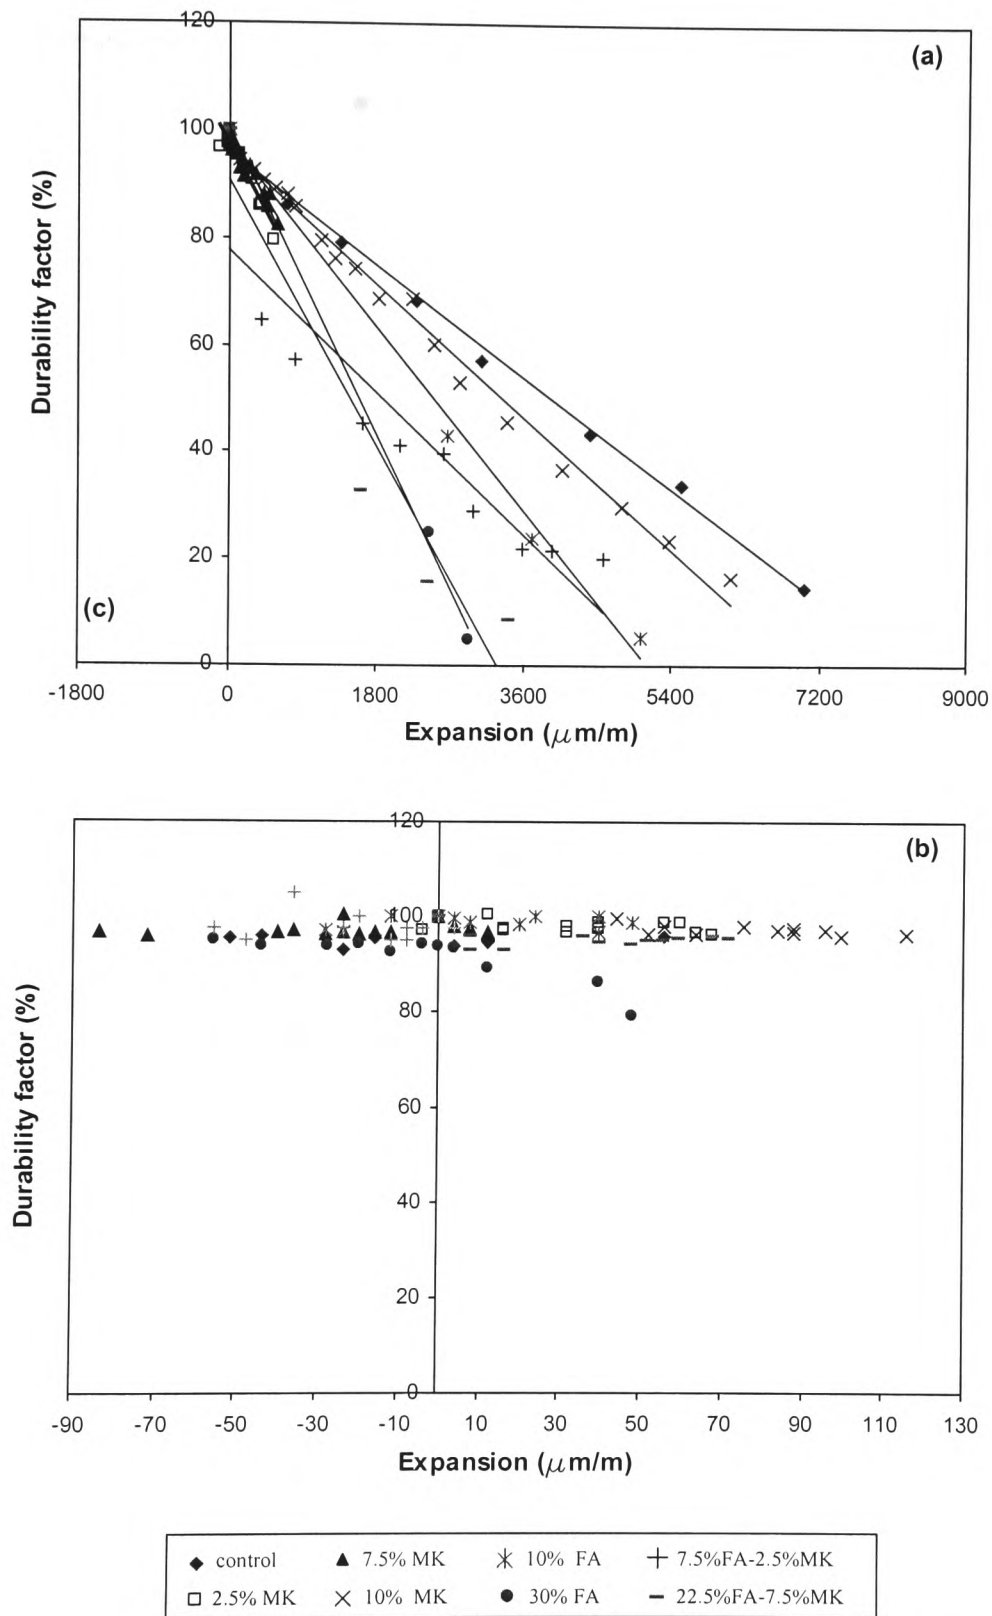 120
(a)
100
80
60
40
20
(c)
0
-1800 0 1800 3600 5400 7200 9000
Durability factor (%)
Expansion (μm/m)
120
(b)
100
80
60
40
20
0
-90 -70 -50 -30 -10 10 30 50 70 90 110 130
Durability factor (%)
Expansion (μm/m)
control 7.5% MK 10% FA 7.5%FA-2.5%MK
2.5% MK 10% MK 30% FA 22.5%FA-7.5%MK